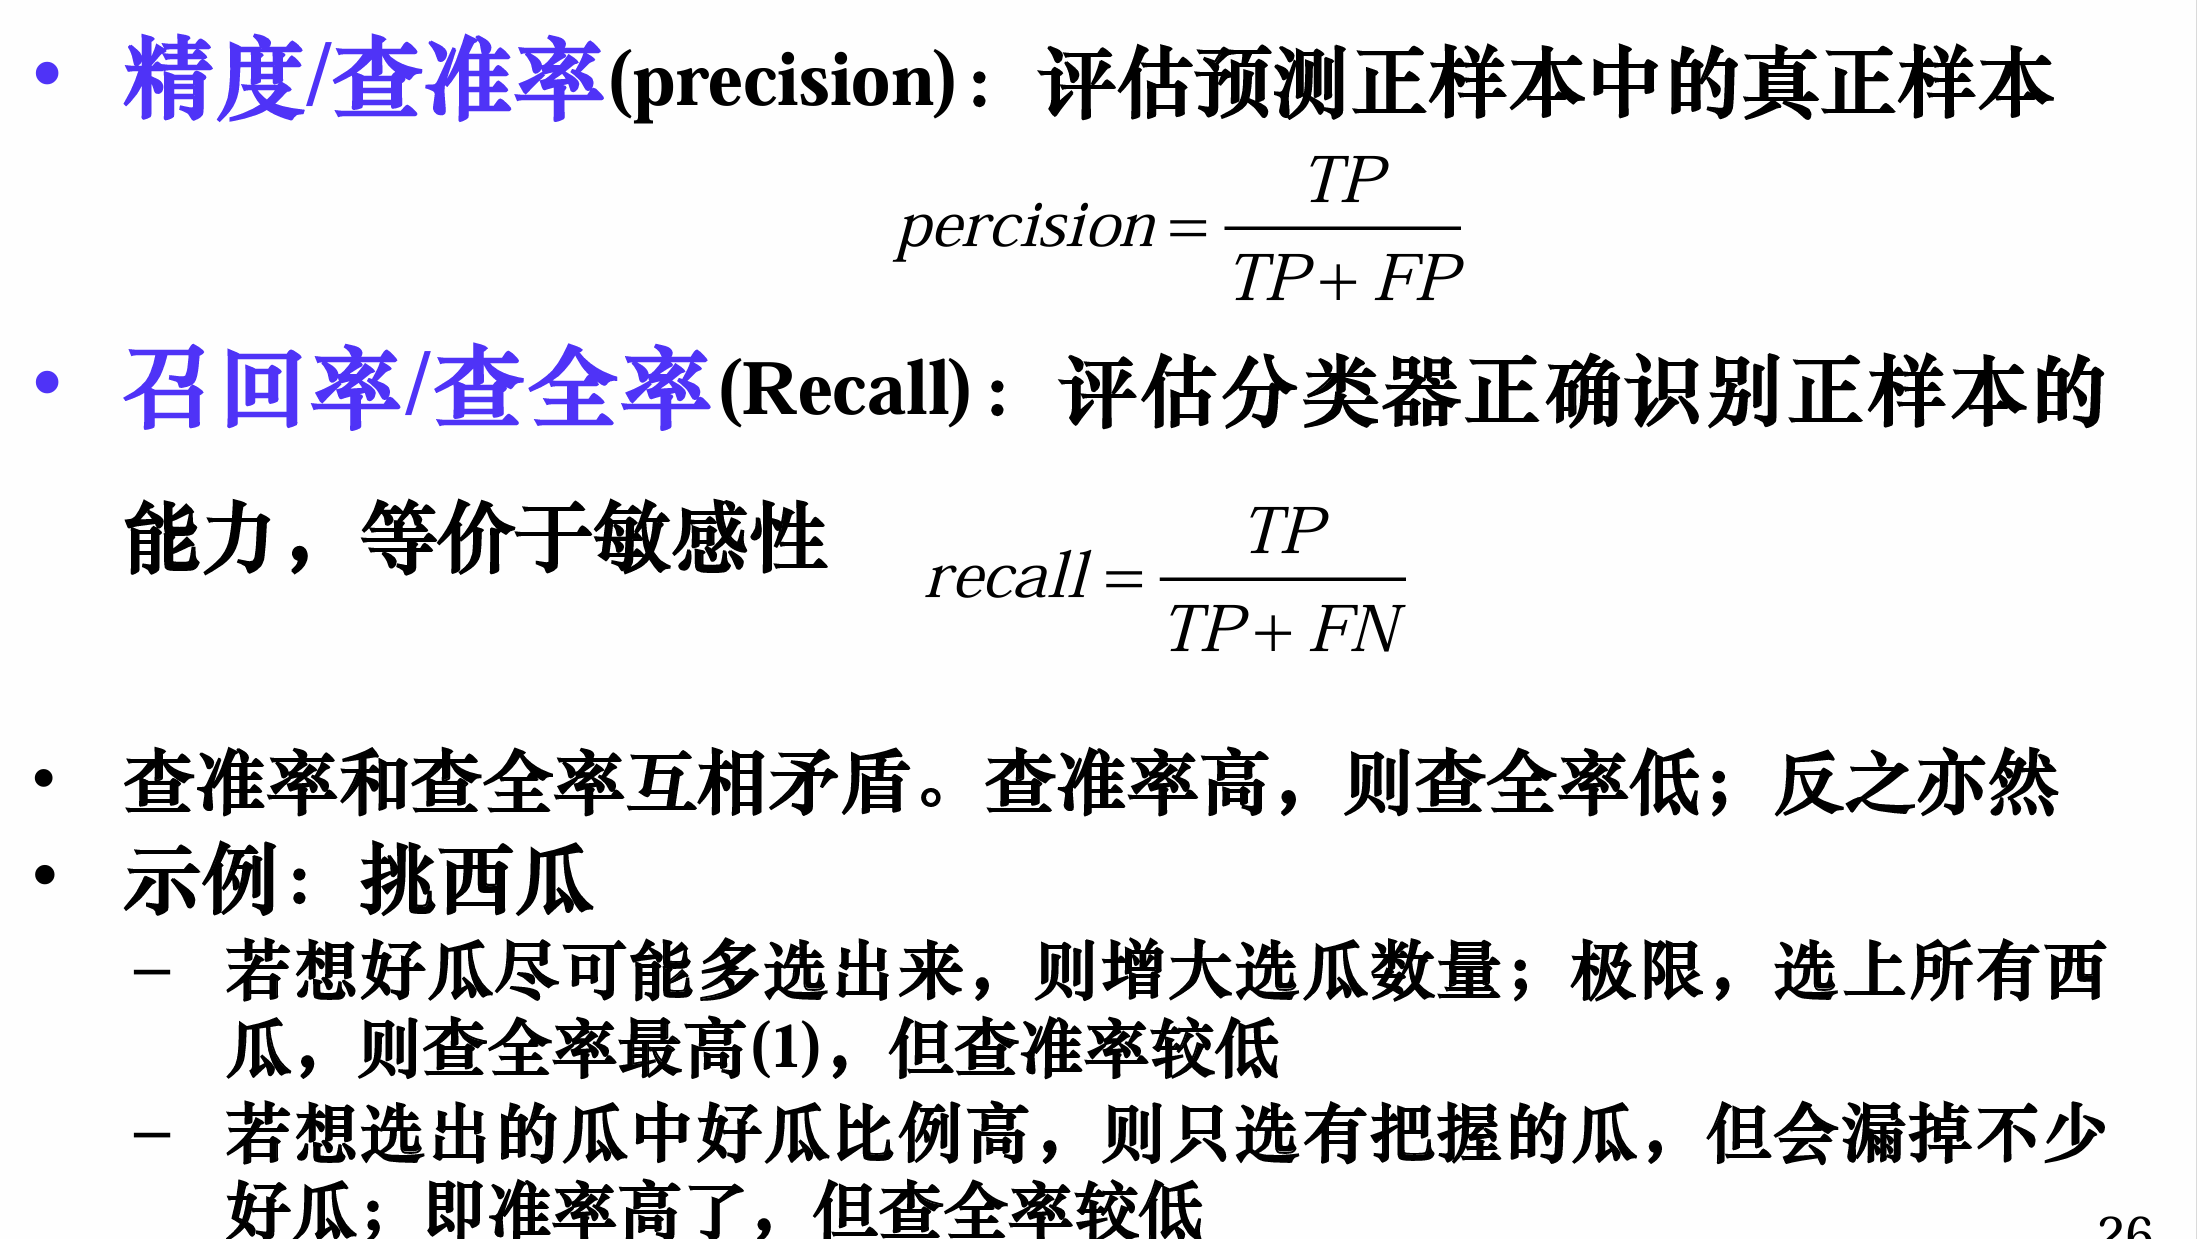 • 精度/查准率(precision)：评估预测正样本中的真正样本
percision = TP / (TP + FP)
• 召回率/查全率(Recall)：评估分类器正确识别正样本的
能力，等价于敏感性
recall = TP / (TP + FN)
• 查准率和查全率互相矛盾。查准率高，则查全率低；反之亦然
• 示例：挑西瓜
– 若想好瓜尽可能多选出来，则增大选瓜数量；极限，选上所有西
瓜，则查全率最高(1)，但查准率较低
– 若想选出的瓜中好瓜比例高，则只选有把握的瓜，但会漏掉不少
好瓜；即准率高了，但查全率较低
26